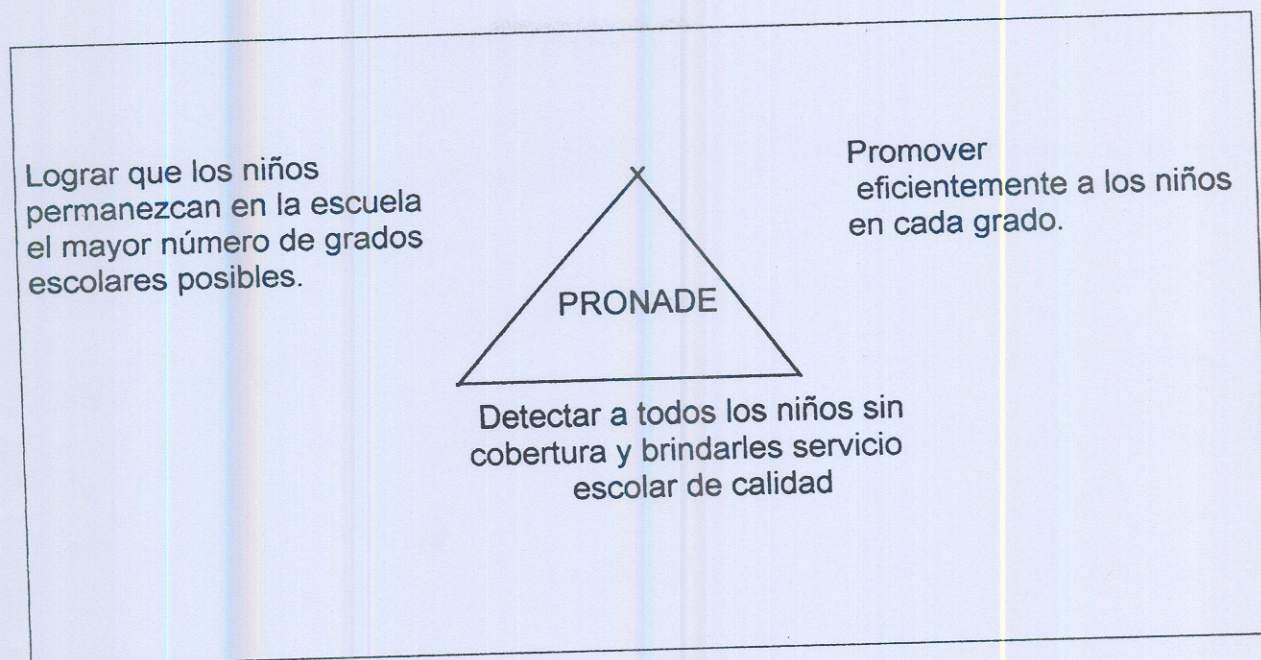 Lograr que los niños
permanezcan en la escuela
el mayor número de grados
escolares posibles.
Promover
eficientemente a los niños
en cada grado.
PRONADE
Detectar a todos los niños sin
cobertura y brindarles servicio
escolar de calidad